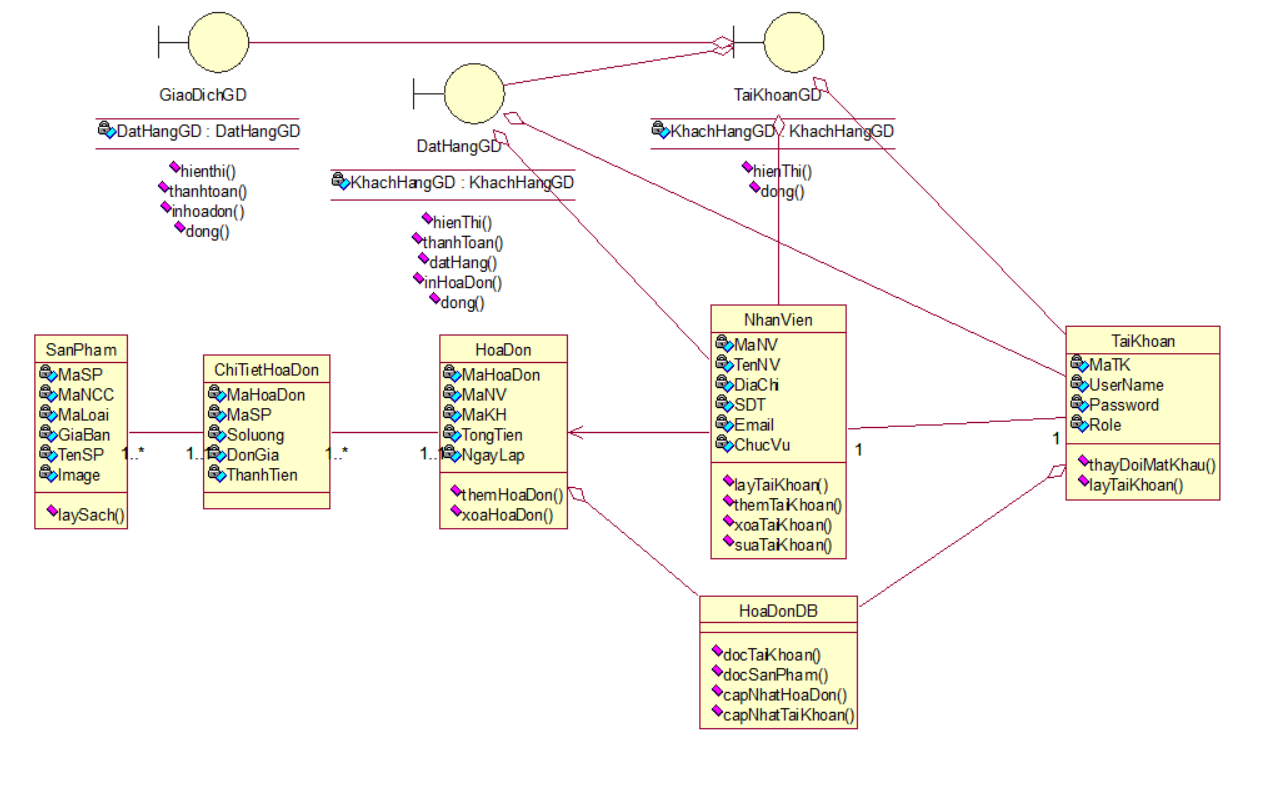 GiaoDichGD
DatHangGD : DatHangGD
hienthi()
thanhtoan()
inhoadon()
dong()
DatHangGD
KhachHangGD : KhachHangGD
hienThi()
thanhToan()
datHang()
inHoaDon()
dong()
TaiKhoanGD
KhachHangGD : KhachHangGD
hienThi()
dong()
SanPham
MaSP
MaNCC
MaLoai
GiaBan
TenSP
Image
laySach()
1..*
1..1
ChiTietHoaDon
MaHoaDon
MaSP
Soluong
DonGia
ThanhTien
1..*
1..1
HoaDon
MaHoaDon
MaNV
MaKH
TongTien
NgayLap
themHoaDon()
xoaHoaDon()
NhanVien
MaNV
TenNV
DiaChi
SDT
Email
ChucVu
layTaiKhoan()
themTaiKhoan()
xoaTaiKhoan()
suaTaiKhoan()
1
1
TaiKhoan
MaTK
UserName
Password
Role
thayDoiMatKhau()
layTaiKhoan()
HoaDonDB
docTaiKhoan()
docSanPham()
capNhatHoaDon()
capNhatTaiKhoan()